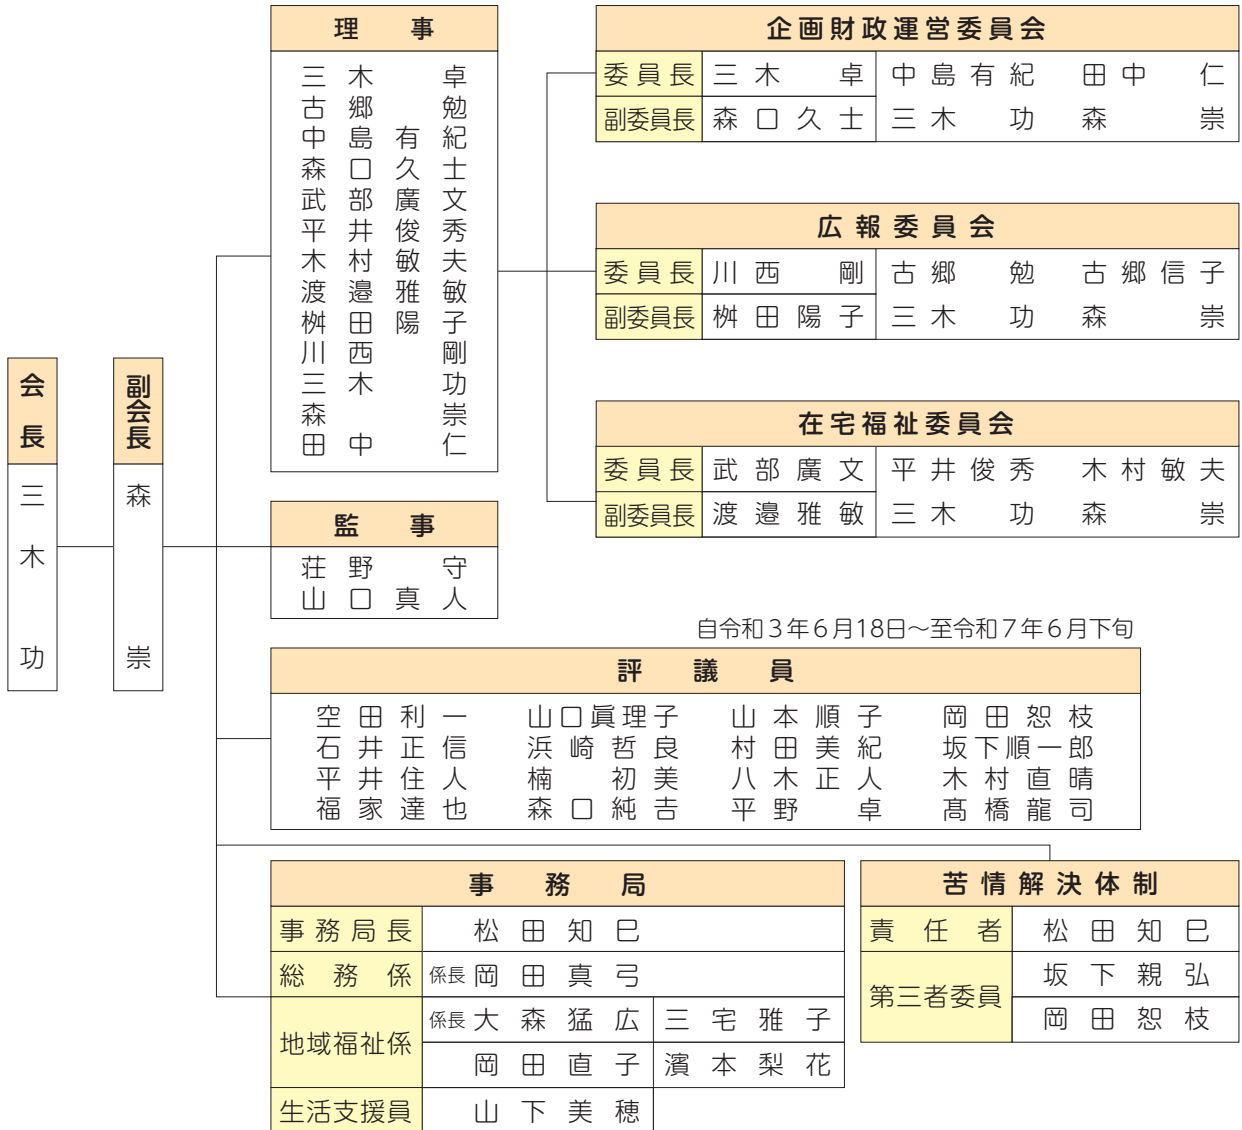 会長
三木功
副会長
森崇
理事
三木卓
古郷勉
中島有紀
森口久士
武部廣文
平井俊秀
木村敏夫
渡邉雅敏
桝田陽子
川西剛
三木功
森崇
田中仁
監事
荘野守
山口真人
企画財政運営委員会
委員長 三木卓 中島有紀 田中仁
副委員長 森口久士 三木功 森崇
広報委員会
委員長 川西剛 古郷勉 古郷信子
副委員長 桝田陽子 三木功 森崇
在宅福祉委員会
委員長 武部廣文 平井俊秀 木村敏夫
副委員長 渡邉雅敏 三木功 森崇
自令和3年6月18日～至令和7年6月下旬
評議員
空田利一 山口眞理子 山本順子 岡田恕枝
石井正信 浜崎哲良 村田美紀 坂下順一郎
平井住人 楠初美 八木正人 木村直晴
福家達也 森口純𠮷 平野卓 髙橋龍司
事務局
事務局長 松田知巳
総務係 係長 岡田真弓
地域福祉係 係長 大森猛広 三宅雅子
岡田直子 濱本梨花
生活支援員 山下美穂
苦情解決体制
責任者 松田知巳
第三者委員 坂下親弘
岡田恕枝